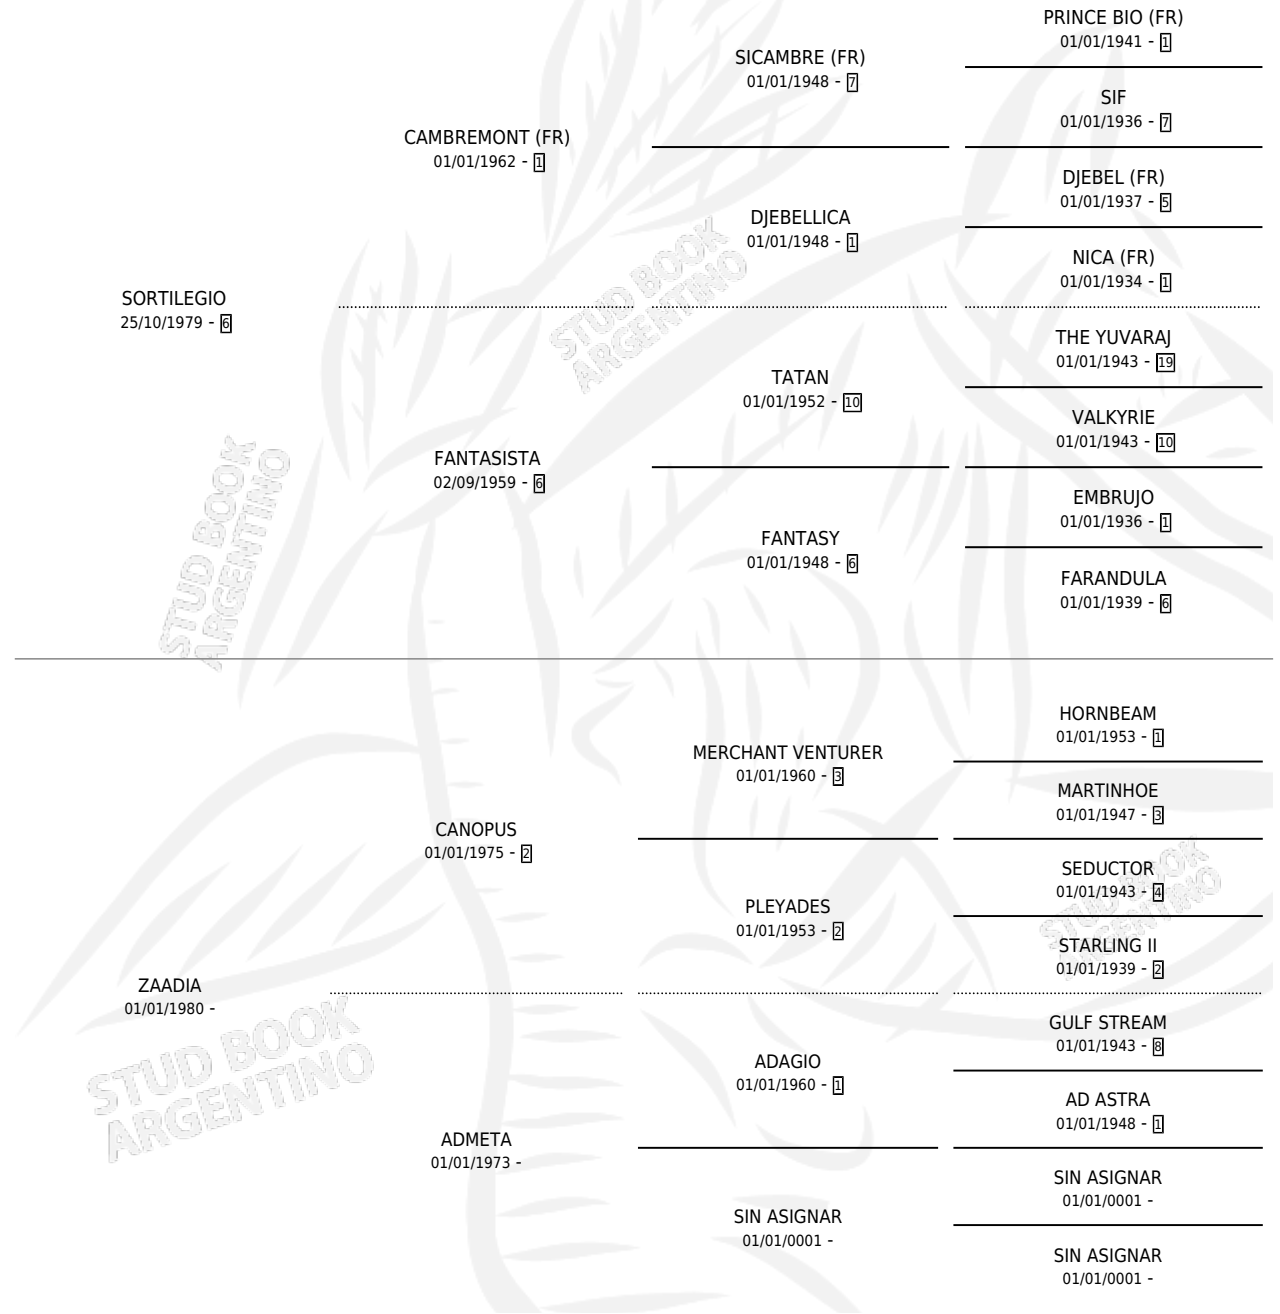 PRINCE BIO (FR)
01/01/1941 - 1
SICAMBRE (FR)
01/01/1948 - 7
SIF
01/01/1936 - 7
CAMBREMONT (FR)
01/01/1962 - 1
DJEBEL (FR)
01/01/1937 - 5
DJEBELLICA
01/01/1948 - 1
NICA (FR)
01/01/1934 - 1
SORTILEGIO
25/10/1979 - 6
THE YUVARAJ
01/01/1943 - 19
TATAN
01/01/1952 - 10
VALKYRIE
01/01/1943 - 10
FANTASISTA
02/09/1959 - 6
EMBRUJO
01/01/1936 - 1
FANTASY
01/01/1948 - 6
FARANDULA
01/01/1939 - 6
STUD BOOK
ARGENTINO
STUD BOOK
ARGENTINO
HORNBEAM
01/01/1953 - 1
MERCHANT VENTURER
01/01/1960 - 3
MARTINHOE
01/01/1947 - 3
CANOPUS
01/01/1975 - 2
SEDUCTOR
01/01/1943 - 4
PLEYADES
01/01/1953 - 2
STARLING II
01/01/1939 - 2
STUD BOOK
ARGENTINO
ZAADIA
01/01/1980 -
GULF STREAM
01/01/1943 - 8
ADAGIO
01/01/1960 - 1
AD ASTRA
01/01/1948 - 1
STUD BOOK
ARGENTINO
ADMETA
01/01/1973 -
SIN ASIGNAR
01/01/0001 -
SIN ASIGNAR
01/01/0001 -
SIN ASIGNAR
01/01/0001 -